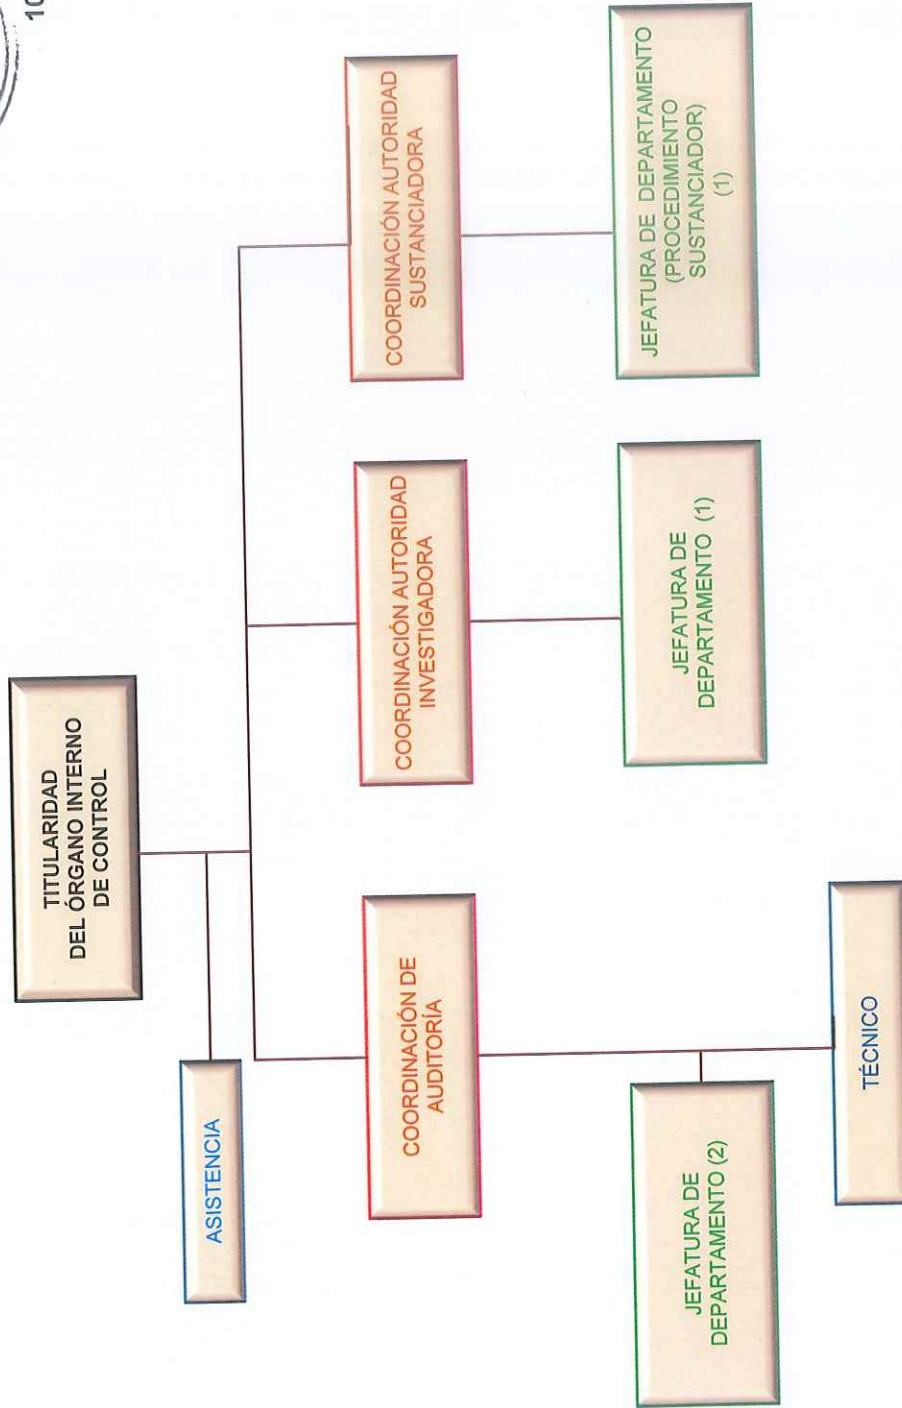 10
TITULARIDAD
DEL ÓRGANO INTERNO
DE CONTROL
ASISTENCIA
COORDINACIÓN DE
AUDITORÍA
COORDINACIÓN AUTORIDAD
INVESTIGADORA
COORDINACIÓN AUTORIDAD
SUSTANCIADORA
JEFATURA DE
DEPARTAMENTO (2)
JEFATURA DE
DEPARTAMENTO (1)
JEFATURA DE DEPARTAMENTO
(PROCEDIMIENTO
SUSTANCIADOR)
(1)
TÉCNICO